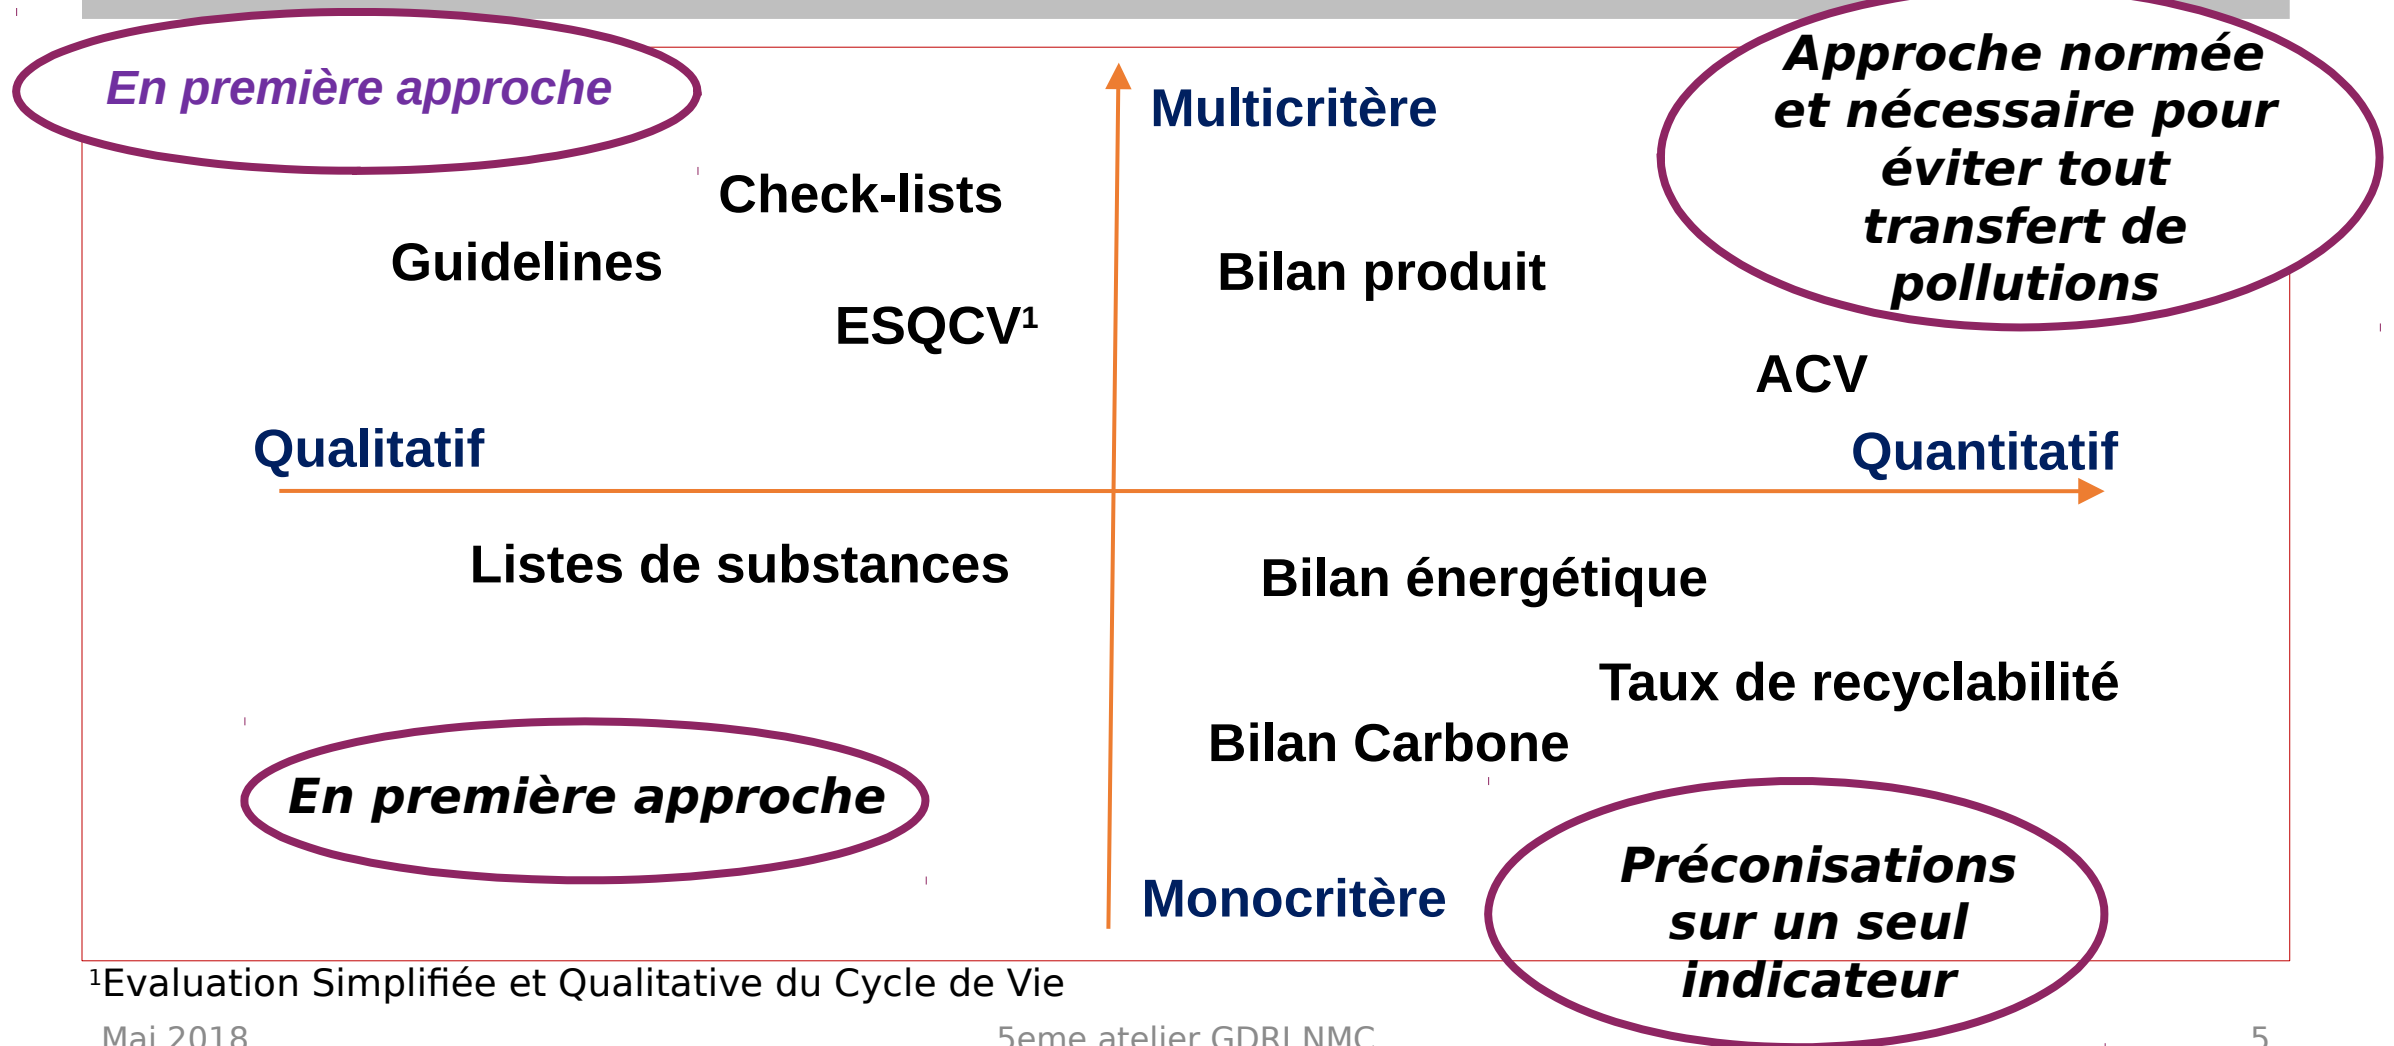 En première approche
Approche normée
et nécessaire pour
éviter tout
transfert de
pollutions
Multicritère
Check-lists
Guidelines
Bilan produit
ESQCV¹
ACV
Qualitatif
Quantitatif
Listes de substances
Bilan énergétique
Taux de recyclabilité
Bilan Carbone
En première approche
Monocritère
Préconisations
sur un seul
indicateur
¹Evaluation Simplifiée et Qualitative du Cycle de Vie
Mai 2018
5eme atelier GDRI NMC
5